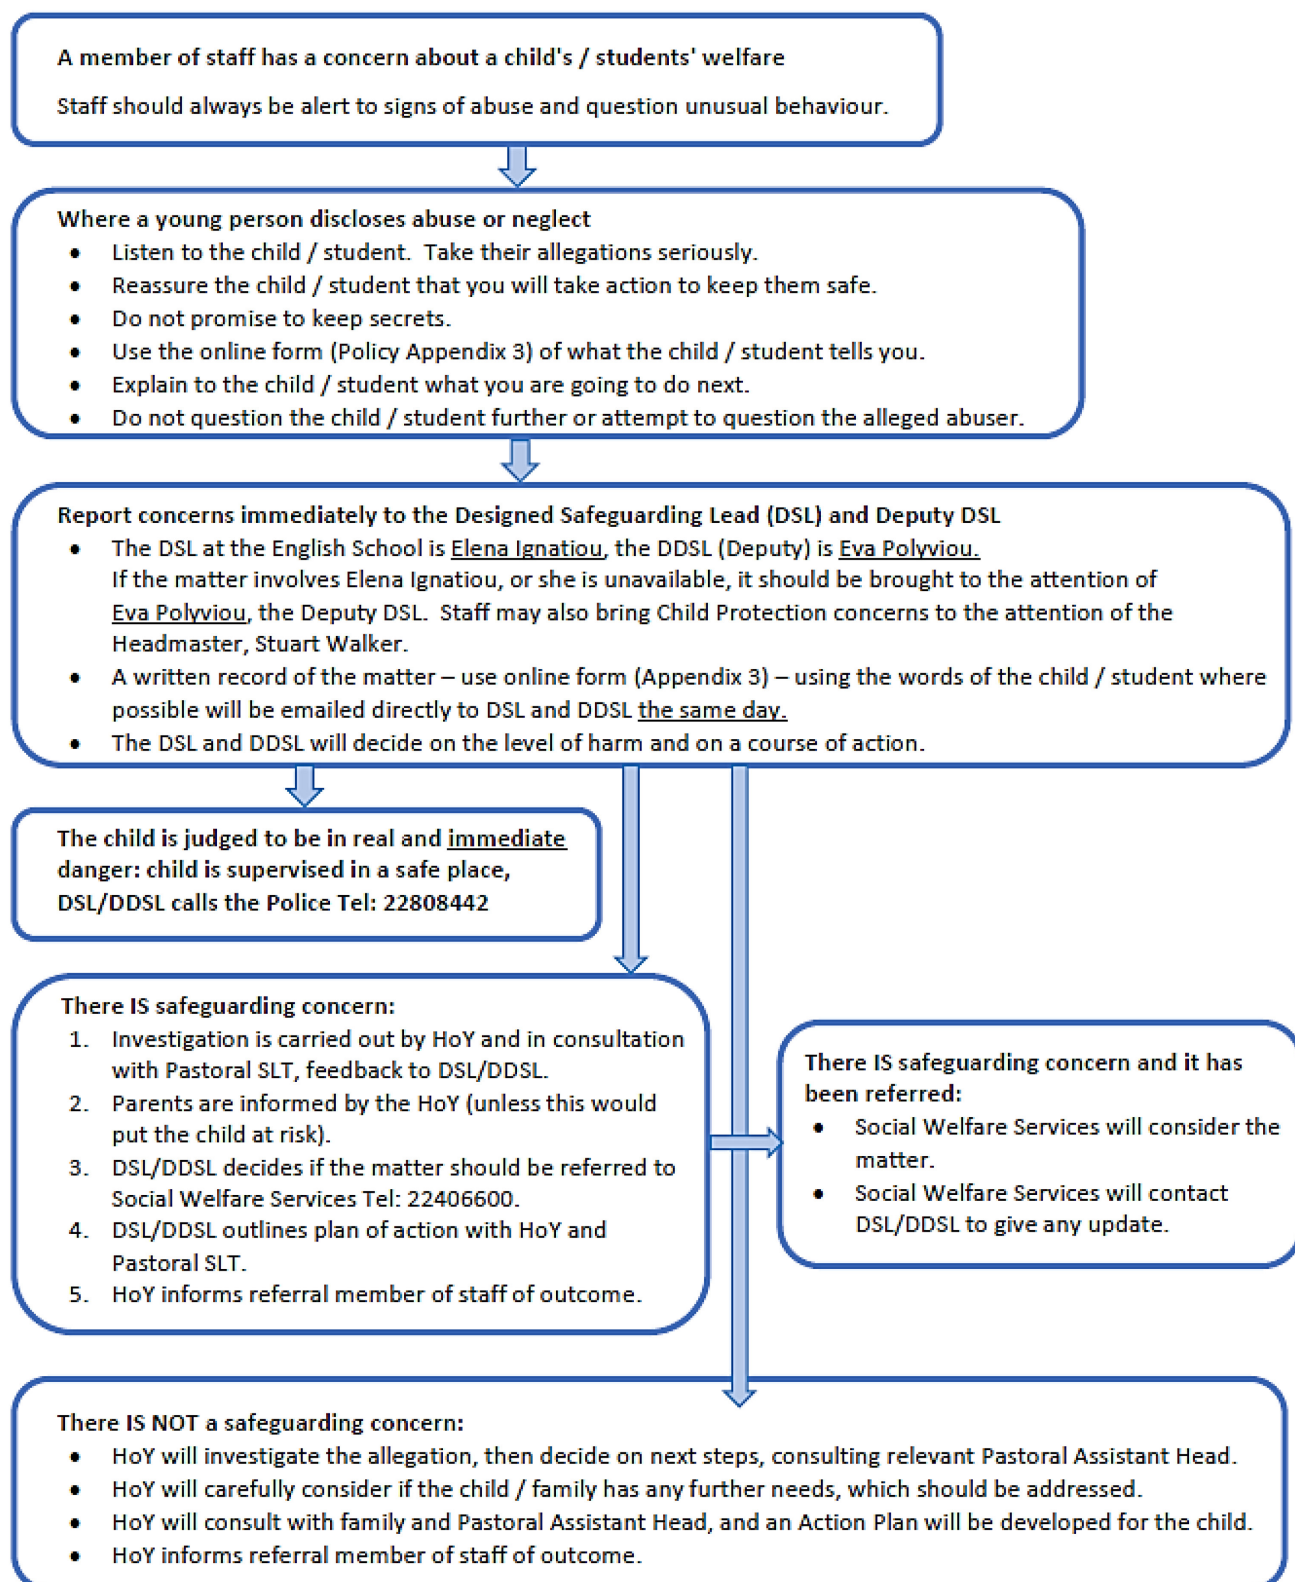 A member of staff has a concern about a child's / students' welfare
Staff should always be alert to signs of abuse and question unusual behaviour.
Where a young person discloses abuse or neglect
• Listen to the child / student.  Take their allegations seriously.
• Reassure the child / student that you will take action to keep them safe.
• Do not promise to keep secrets.
• Use the online form (Policy Appendix 3) of what the child / student tells you.
• Explain to the child / student what you are going to do next.
• Do not question the child / student further or attempt to question the alleged abuser.
Report concerns immediately to the Designed Safeguarding Lead (DSL) and Deputy DSL
• The DSL at the English School is Elena Ignatiou, the DDSL (Deputy) is Eva Polyviou.
If the matter involves Elena Ignatiou, or she is unavailable, it should be brought to the attention of
Eva Polyviou, the Deputy DSL.  Staff may also bring Child Protection concerns to the attention of the
Headmaster, Stuart Walker.
• A written record of the matter – use online form (Appendix 3) – using the words of the child / student where
possible will be emailed directly to DSL and DDSL the same day.
• The DSL and DDSL will decide on the level of harm and on a course of action.
The child is judged to be in real and immediate
danger: child is supervised in a safe place,
DSL/DDSL calls the Police Tel: 22808442
There IS safeguarding concern:
1. Investigation is carried out by HoY and in consultation
with Pastoral SLT, feedback to DSL/DDSL.
2. Parents are informed by the HoY (unless this would
put the child at risk).
3. DSL/DDSL decides if the matter should be referred to
Social Welfare Services Tel: 22406600.
4. DSL/DDSL outlines plan of action with HoY and
Pastoral SLT.
5. HoY informs referral member of staff of outcome.
There IS safeguarding concern and it has
been referred:
• Social Welfare Services will consider the
matter.
• Social Welfare Services will contact
DSL/DDSL to give any update.
There IS NOT a safeguarding concern:
• HoY will investigate the allegation, then decide on next steps, consulting relevant Pastoral Assistant Head.
• HoY will carefully consider if the child / family has any further needs, which should be addressed.
• HoY will consult with family and Pastoral Assistant Head, and an Action Plan will be developed for the child.
• HoY informs referral member of staff of outcome.